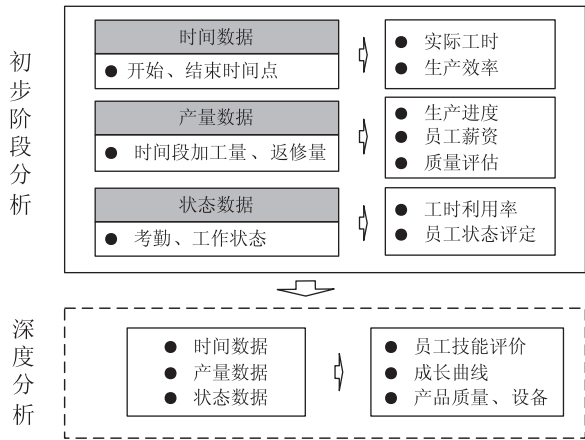 初步阶段分析
时间数据
● 开始、结束时间点
● 实际工时
● 生产效率
产量数据
● 时间段加工量、返修量
● 生产进度
● 员工薪资
● 质量评估
状态数据
● 考勤、工作状态
● 工时利用率
● 员工状态评定
深度分析
● 时间数据
● 产量数据
● 状态数据
● 员工技能评价
● 成长曲线
● 产品质量、设备